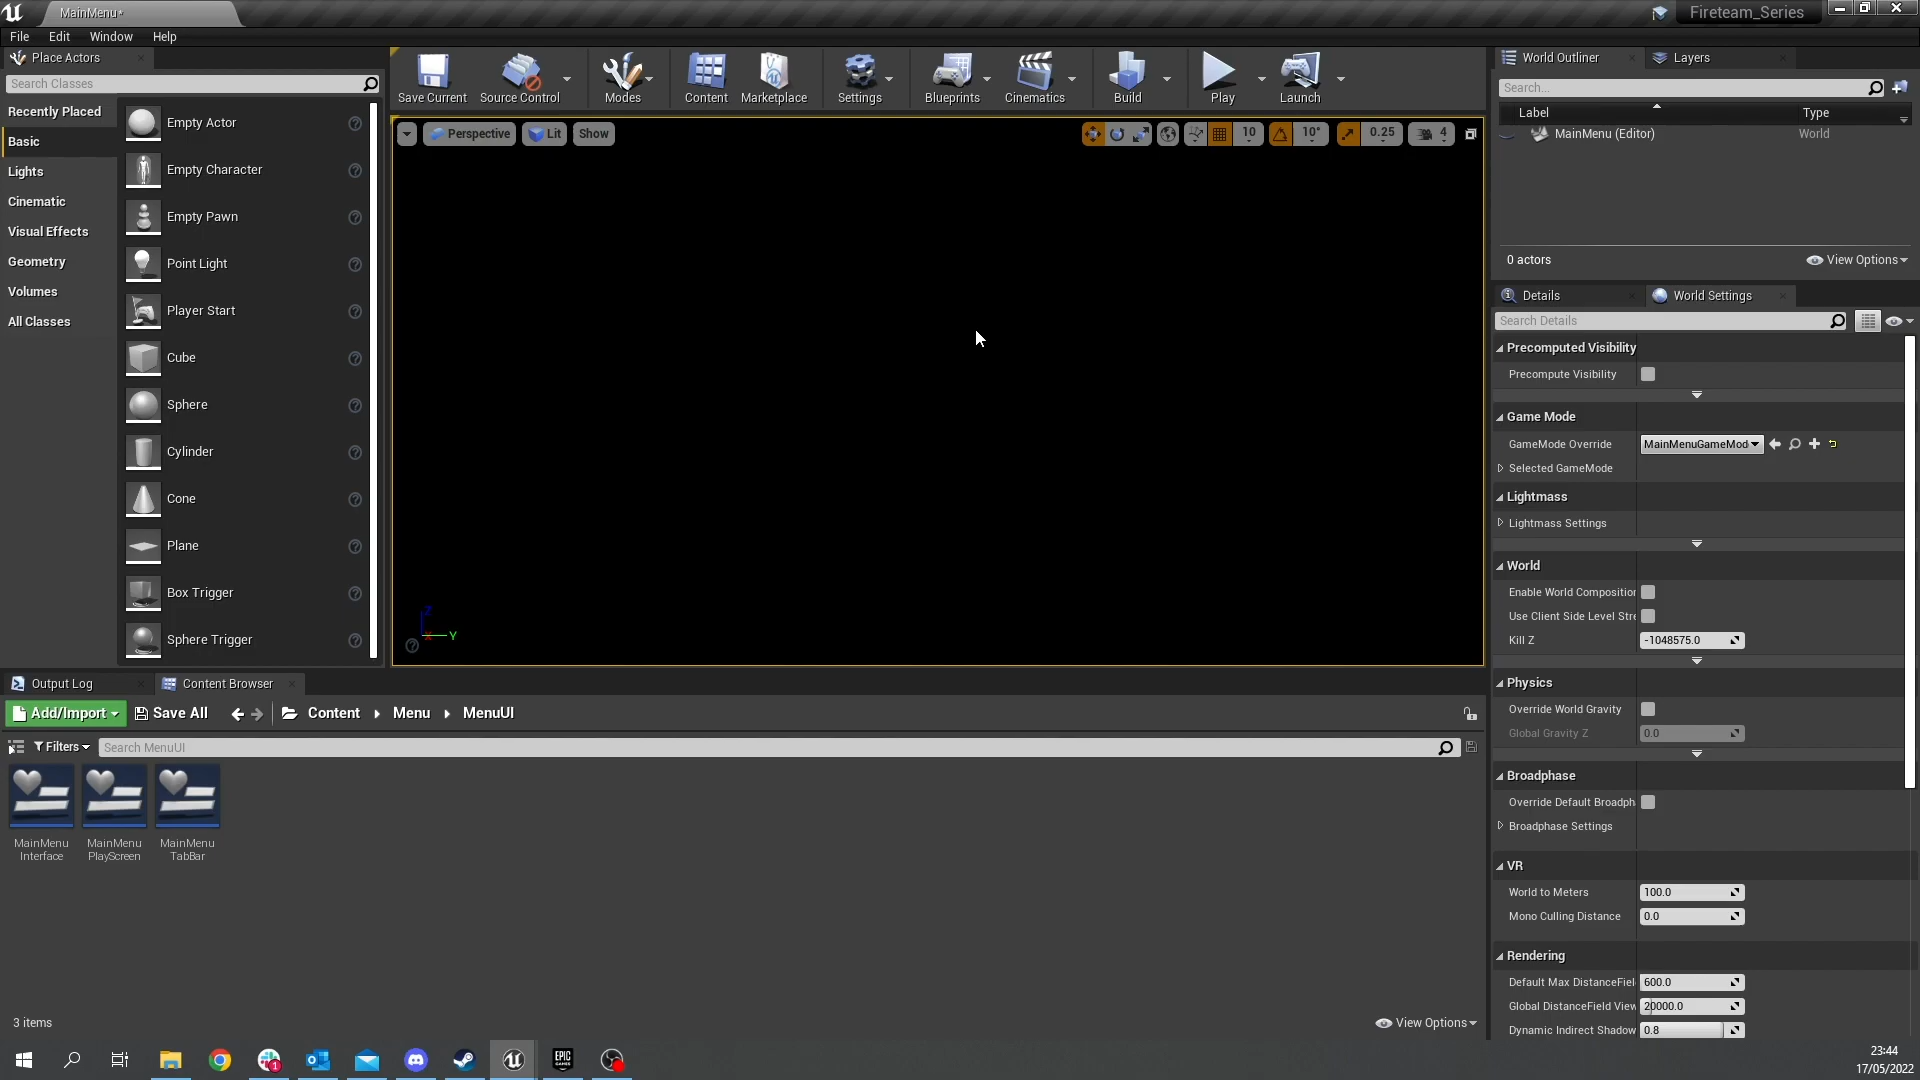 MainMenu*
Fireteam_Series
File Edit Window Help
Place Actors
Search Classes
Recently Placed
Basic
Lights
Cinematic
Visual Effects
Geometry
Volumes
All Classes
Empty Actor
Empty Character
Empty Pawn
Point Light
Player Start
Cube
Sphere
Cylinder
Cone
Plane
Box Trigger
Sphere Trigger
Save Current Source Control Modes Content Marketplace Settings Blueprints Cinematics Build Play Launch
Perspective Lit Show
10 10° 0.25 4
Z
X Y
World Outliner Layers
Search...
Label Type
MainMenu (Editor) World
0 actors View Options
Details World Settings
Search Details
Precomputed Visibility
Precompute Visibility
Game Mode
GameMode Override MainMenuGameMod
Selected GameMode
Lightmass
Lightmass Settings
World
Enable World Composition
Use Client Side Level Stre
Kill Z -1048575.0
Physics
Override World Gravity
Global Gravity Z 0.0
Broadphase
Override Default Broadph
Broadphase Settings
VR
World to Meters 100.0
Mono Culling Distance 0.0
Rendering
Default Max DistanceFiel 600.0
Global DistanceField View 20000.0
Dynamic Indirect Shadow 0.8
Output Log Content Browser
Add/Import Save All Content Menu MenuUI
Filters Search MenuUI
MainMenu
Interface
MainMenu
PlayScreen
MainMenu
TabBar
3 items View Options
1
EPIC
GAMES
23:44
17/05/2022